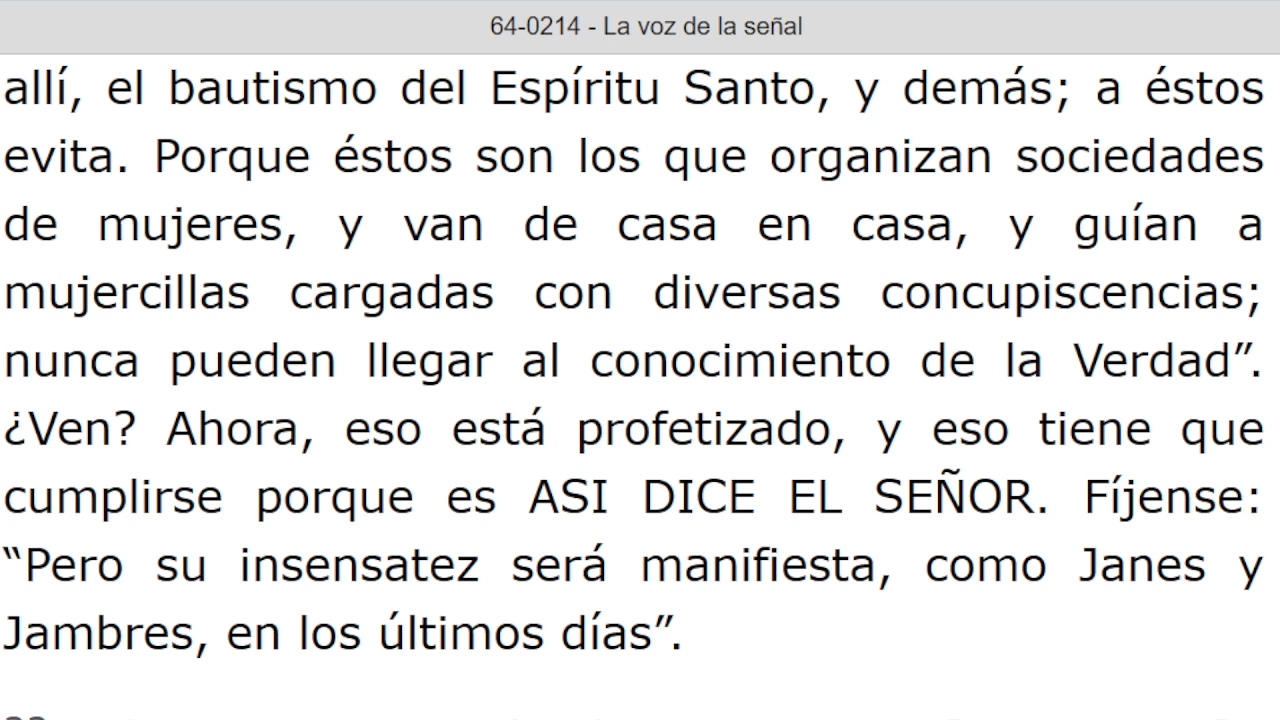 64-0214 - La voz de la señal
allí, el bautismo del Espíritu Santo, y demás; a éstos
evita. Porque éstos son los que organizan sociedades
de mujeres, y van de casa en casa, y guían a
mujercillas cargadas con diversas concupiscencias;
nunca pueden llegar al conocimiento de la Verdad”.
¿Ven? Ahora, eso está profetizado, y eso tiene que
cumplirse porque es ASI DICE EL SEÑOR. Fíjense:
“Pero su insensatez será manifiesta, como Janes y
Jambres, en los últimos días”.